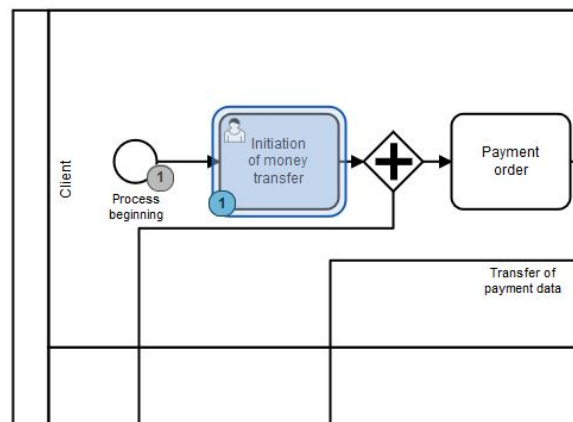 Client
Process
beginning
1
Initiation
of money
transfer
1
Payment
order
Transfer of
payment data